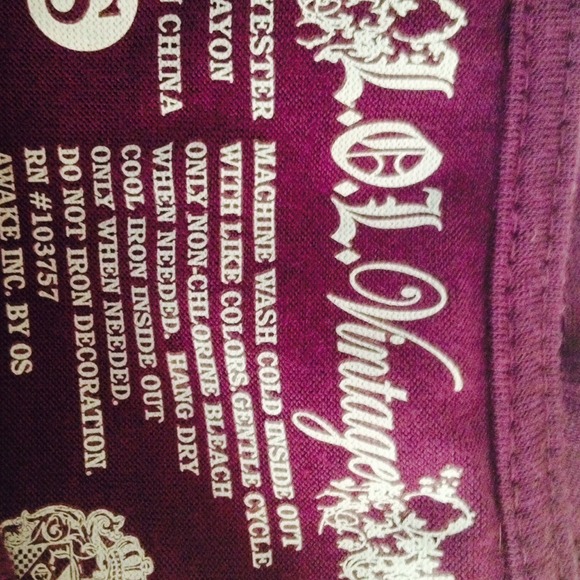 L.O.L. Vintage
S
YESTER
AYON
CHINA
MACHINE WASH COLD INSIDE OUT
WITH LIKE COLORS GENTLE CYCLE
ONLY NON-CHLORINE BLEACH
WHEN NEEDED. HANG DRY
COOL IRON INSIDE OUT
ONLY WHEN NEEDED.
DO NOT IRON DECORATION.
RN #103757
AWAKE INC. BY OS